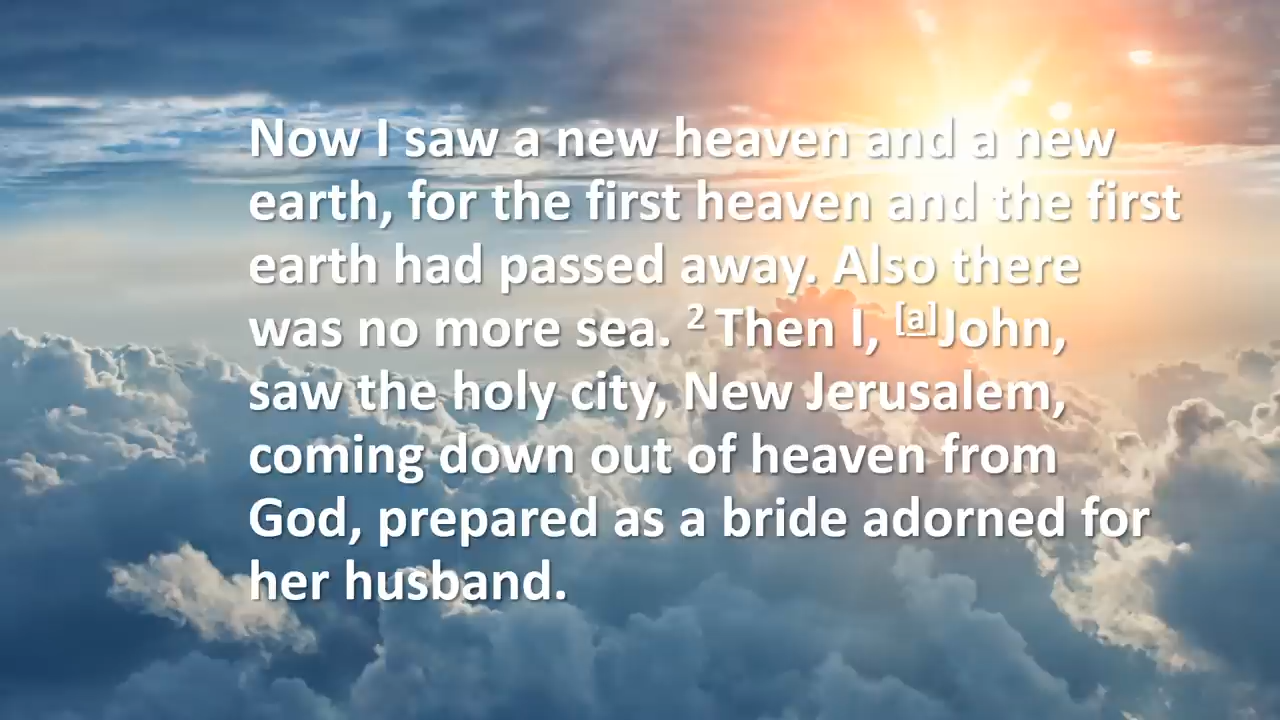 Now I saw a new heaven and a new
earth, for the first heaven and the first
earth had passed away. Also there
was no more sea. 2 Then I, [a]John,
saw the holy city, New Jerusalem,
coming down out of heaven from
God, prepared as a bride adorned for
her husband.